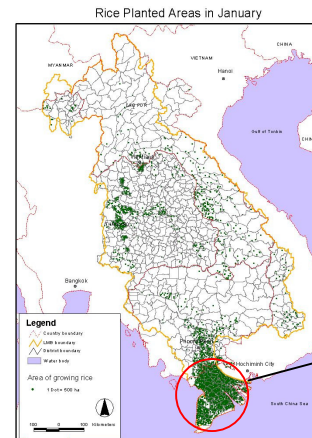 Rice Planted Areas in January
CHINA
MYANMAR
VIETNAM
Hanoi
LAO PDR
Gulf of Tonkin
Bangkok
Hochiminh City
South China Sea
Legend
Country boundary
LMB boundary
District boundary
Water body
Area of growing rice
1 Dot = 500 ha
100 0 100 Kilometers